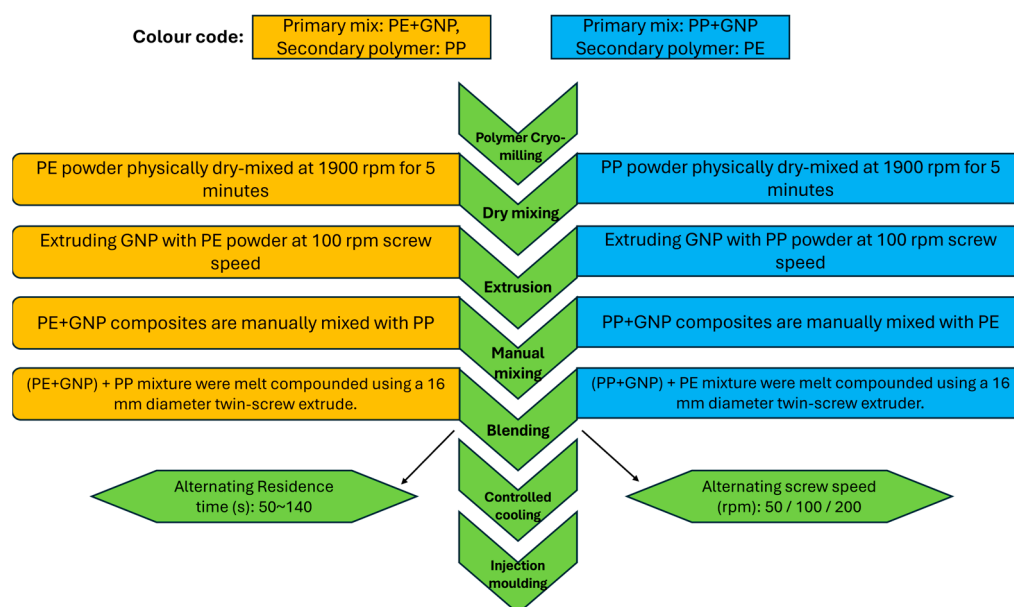 Colour code:
Primary mix: PE+GNP,
Secondary polymer: PP
Primary mix: PP+GNP
Secondary polymer: PE
Polymer Cryo-
milling
PE powder physically dry-mixed at 1900 rpm for 5
minutes
PP powder physically dry-mixed at 1900 rpm for 5
minutes
Dry mixing
Extruding GNP with PE powder at 100 rpm screw
speed
Extruding GNP with PP powder at 100 rpm screw
speed
Extrusion
PE+GNP composites are manually mixed with PP
PP+GNP composites are manually mixed with PE
Manual
mixing
(PE+GNP) + PP mixture were melt compounded using a 16
mm diameter twin-screw extrude.
(PP+GNP) + PE mixture were melt compounded using a 16
mm diameter twin-screw extruder.
Blending
Alternating Residence
time (s): 50~140
Alternating screw speed
(rpm): 50 / 100 / 200
Controlled
cooling
Injection
moulding